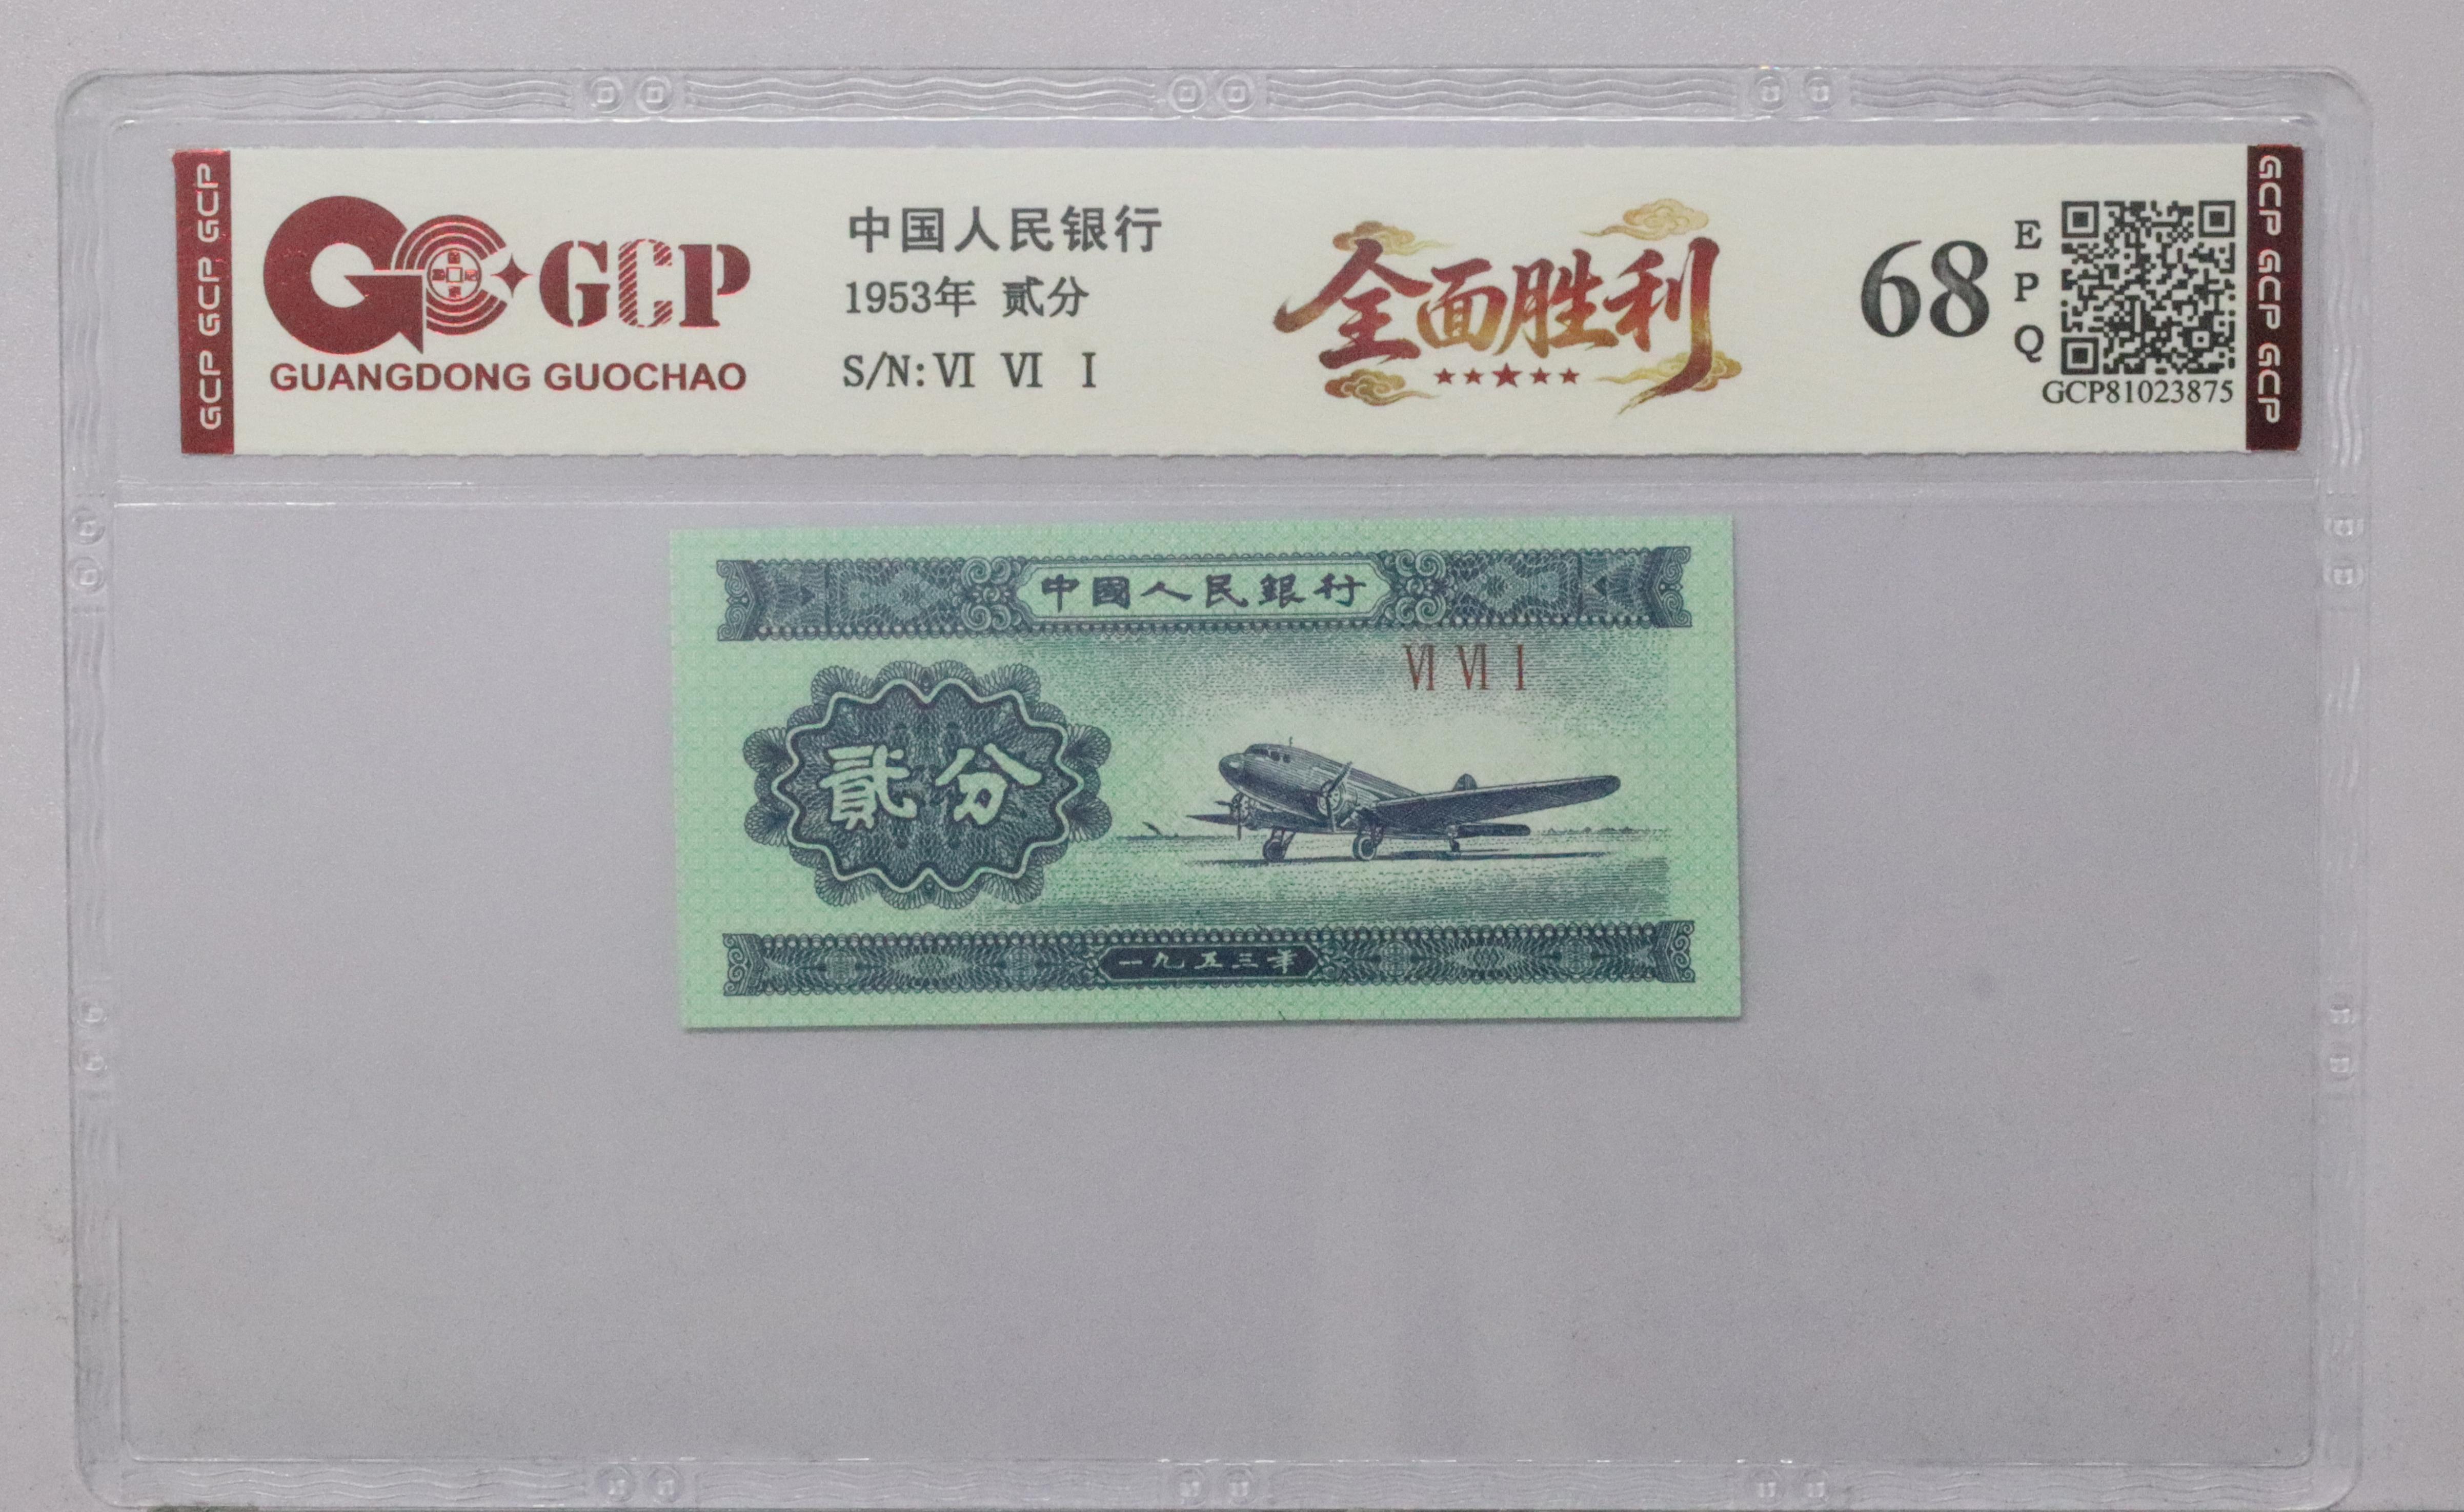 GCP GCP GCP
GCP
GUANGDONG GUOCHAO
中国人民银行
1953年 贰分
S/N: VI VI I
全面胜利
68
EPQ
GCP81023875
GCP GCP GCP
中國人民銀行
VI VI I
貳分
一九五三年